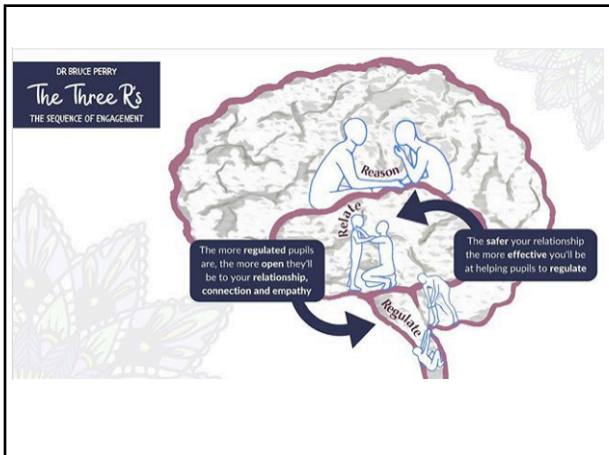 DR BRUCE PERRY
The Three R's
THE SEQUENCE OF ENGAGEMENT
Reason
Relate
The more regulated pupils
are, the more open they'll
be to your relationship,
connection and empathy
The safer your relationship
the more effective you'll be
at helping pupils to regulate
Regulate